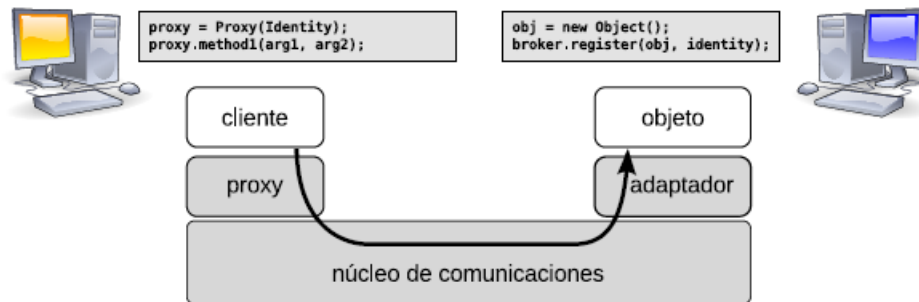 proxy = Proxy(Identity);
proxy.method1(arg1, arg2);
obj = new Object();
broker.register(obj, identity);
cliente
objeto
proxy
adaptador
núcleo de comunicaciones